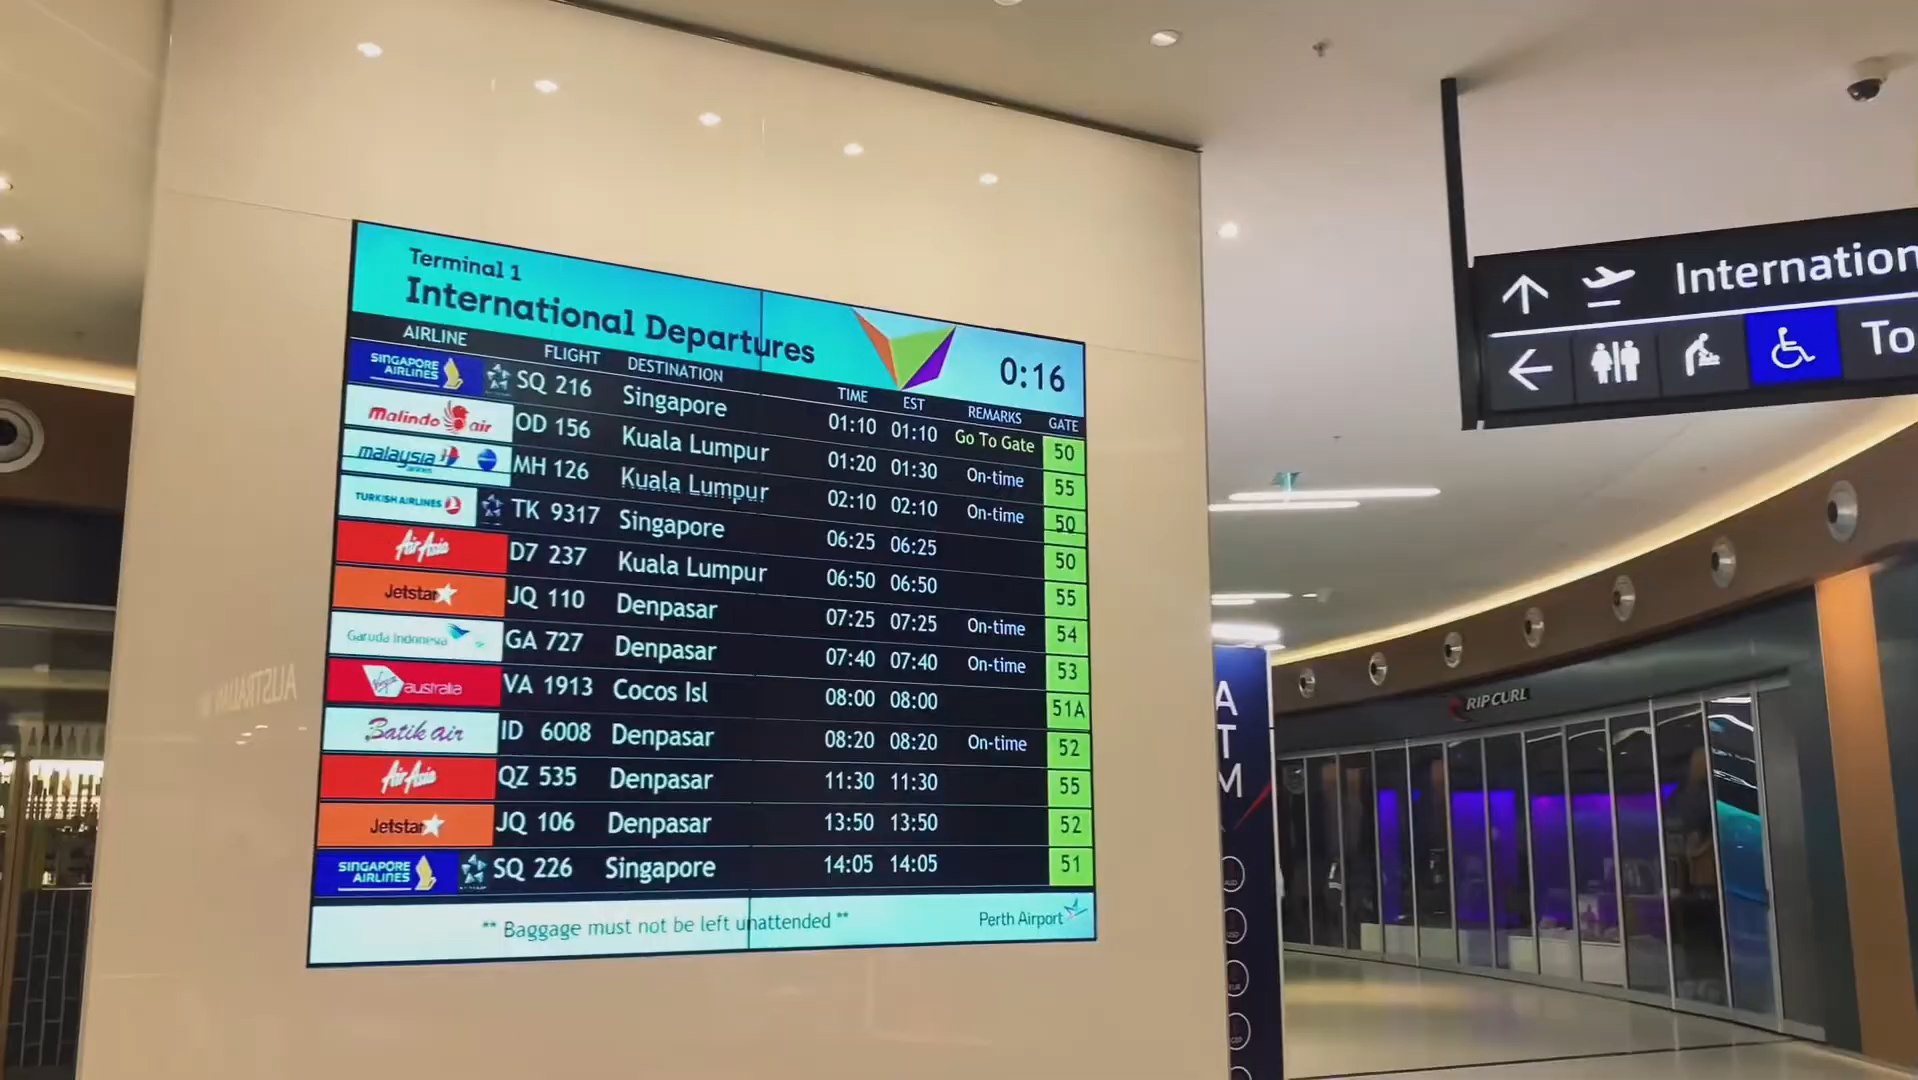 Terminal 1
International Departures
0:16
AIRLINE FLIGHT DESTINATION TIME EST REMARKS GATE
SINGAPORE AIRLINES SQ 216 Singapore 01:10 01:10 Go To Gate 50
malindo air OD 156 Kuala Lumpur 01:20 01:30 On-time 55
malaysia airlines MH 126 Kuala Lumpur 02:10 02:10 On-time 50
TURKISH AIRLINES TK 9317 Singapore 06:25 06:25 50
AirAsia D7 237 Kuala Lumpur 06:50 06:50 55
Jetstar JQ 110 Denpasar 07:25 07:25 On-time 54
Garuda Indonesia GA 727 Denpasar 07:40 07:40 On-time 53
Virgin australia VA 1913 Cocos Isl 08:00 08:00 51A
Batik air ID 6008 Denpasar 08:20 08:20 On-time 52
AirAsia QZ 535 Denpasar 11:30 11:30 55
Jetstar JQ 106 Denpasar 13:50 13:50 52
SINGAPORE AIRLINES SQ 226 Singapore 14:05 14:05 51
** Baggage must not be left unattended **
Perth Airport
Internation
To
RIP CURL
ATM